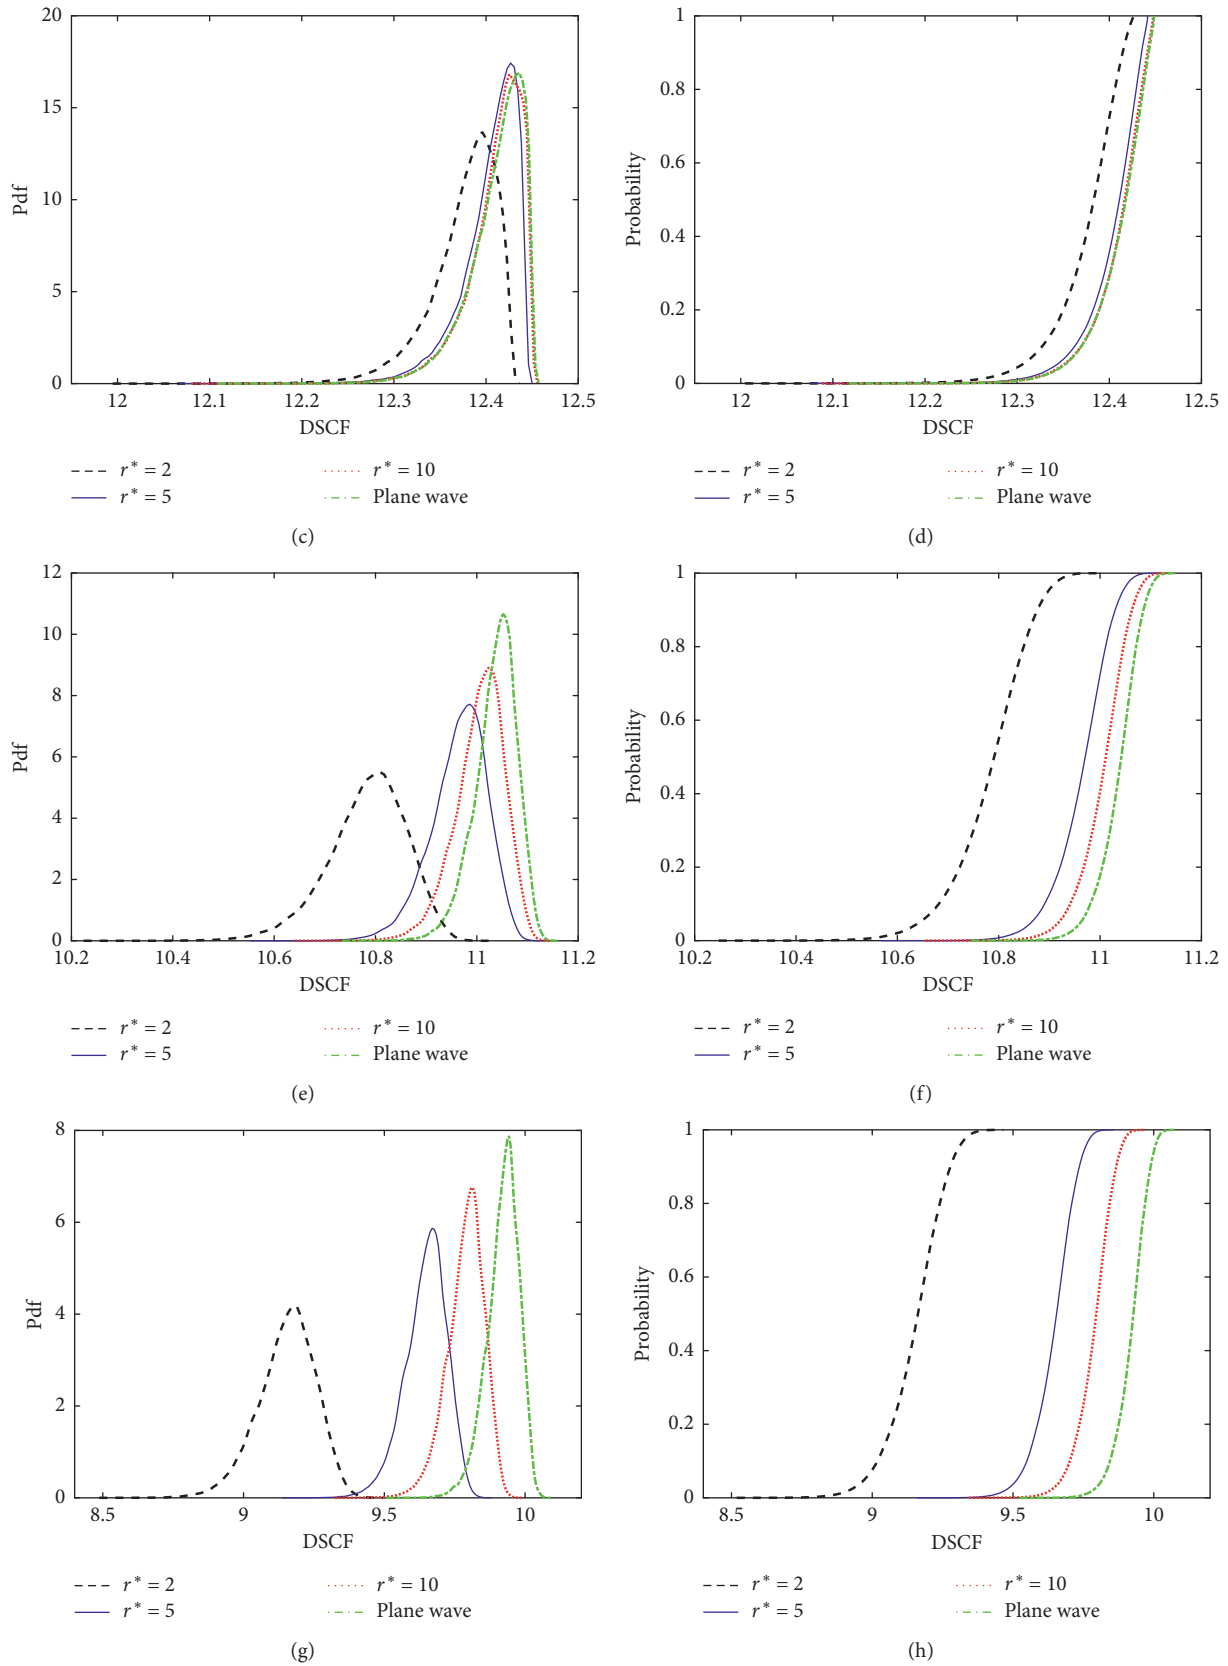 20
15
10
5
0
Pdf
12
12.1
12.2
12.3
12.4
12.5
DSCF
r* = 2
r* = 5
r* = 10
Plane wave
(c)
1
0.8
0.6
0.4
0.2
0
Probability
12
12.1
12.2
12.3
12.4
12.5
DSCF
r* = 2
r* = 5
r* = 10
Plane wave
(d)
12
10
8
6
4
2
0
Pdf
10.2
10.4
10.6
10.8
11
11.2
DSCF
r* = 2
r* = 5
r* = 10
Plane wave
(e)
1
0.8
0.6
0.4
0.2
0
Probability
10.2
10.4
10.6
10.8
11
11.2
DSCF
r* = 2
r* = 5
r* = 10
Plane wave
(f)
8
6
4
2
0
Pdf
8.5
9
9.5
10
DSCF
r* = 2
r* = 5
r* = 10
Plane wave
(g)
1
0.8
0.6
0.4
0.2
0
Probability
8.5
9
9.5
10
DSCF
r* = 2
r* = 5
r* = 10
Plane wave
(h)